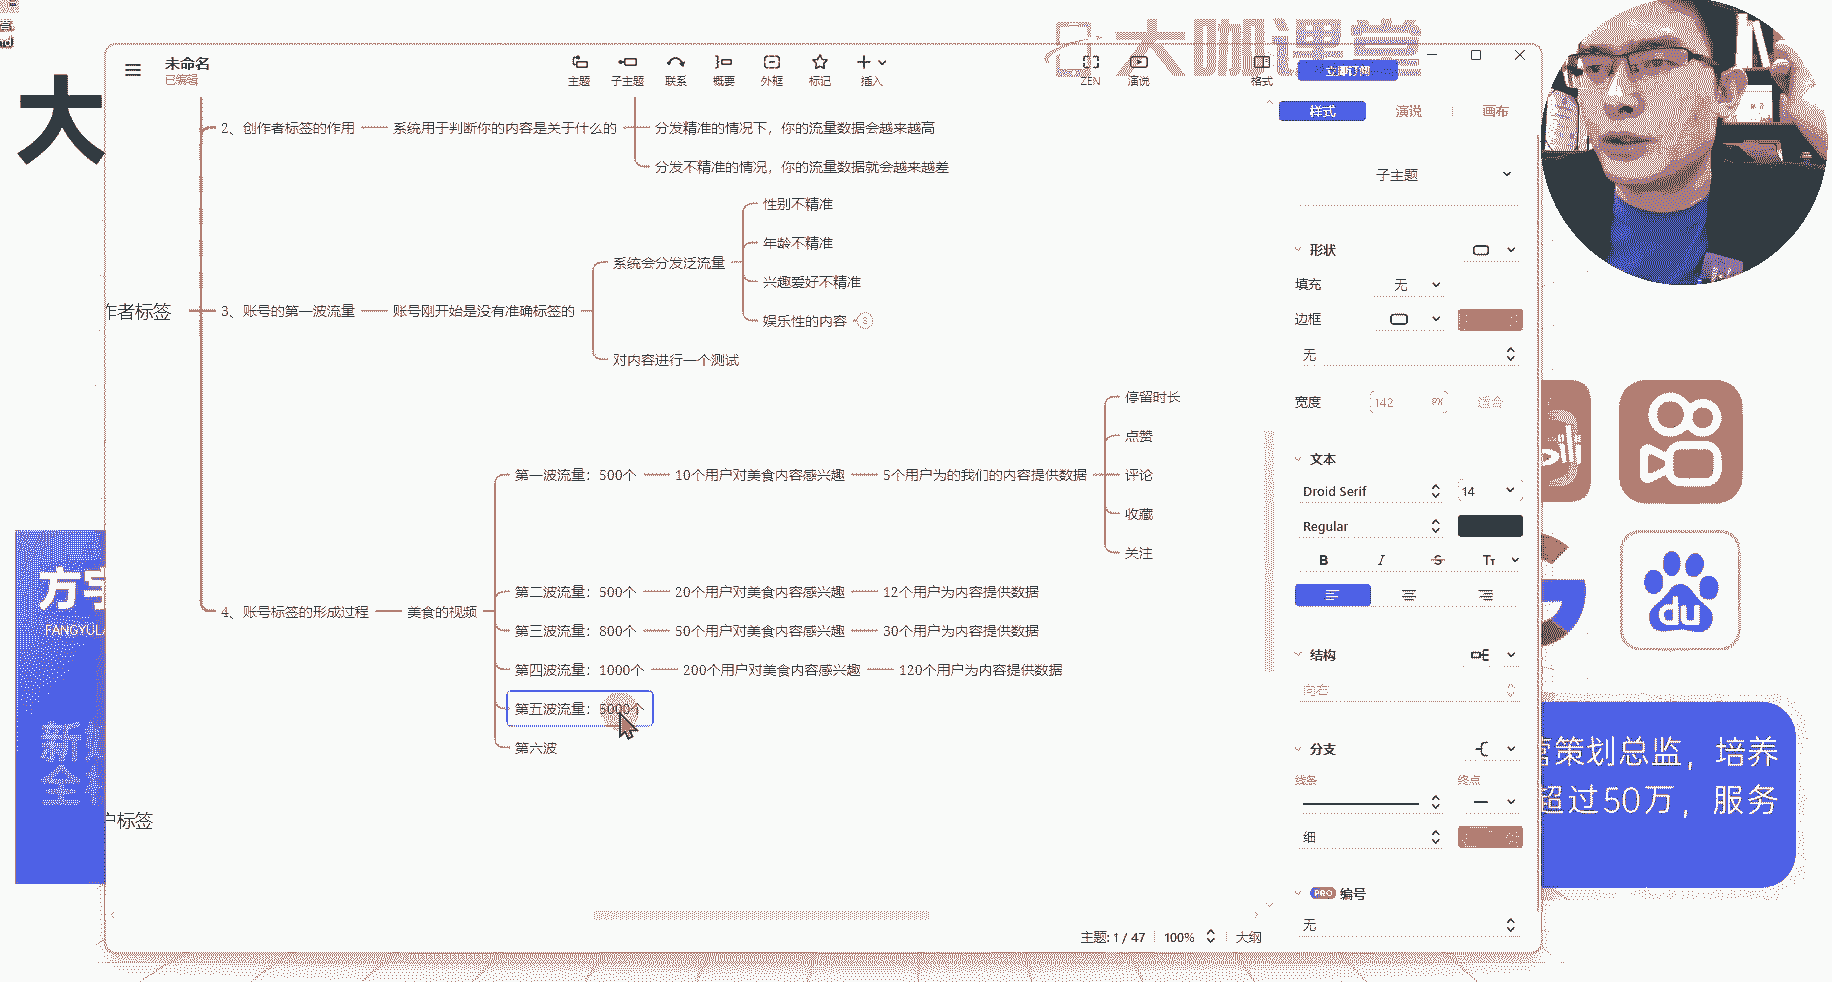 大咖课堂
大
未命名
已编辑
主题
子主题
联系
概要
外框
标记
插入
ZEN
演说
格式
立即订阅
2、创作者标签的作用
系统用于判断你的内容是关于什么的
分发精准的情况下，你的流量数据会越来越高
分发不精准的情况，你的流量数据就会越来越差
作者标签
3、账号的第一波流量
账号刚开始是没有准确标签的
系统会分发泛流量
性别不精准
年龄不精准
兴趣爱好不精准
娱乐性的内容
3
对内容进行一个测试
4、账号标签的形成过程
美食的视频
第一波流量：500个
10个用户对美食内容感兴趣
5个用户为的我们的内容提供数据
停留时长
点赞
评论
收藏
关注
第二波流量：500个
20个用户对美食内容感兴趣
12个用户为内容提供数据
第三波流量：800个
50个用户对美食内容感兴趣
30个用户为内容提供数据
第四波流量：1000个
200个用户对美食内容感兴趣
120个用户为内容提供数据
第五波流量：5000个
第六波
户标签
样式
演说
画布
子主题
形状
填充
无
边框
无
宽度
142
PX
适合
文本
Droid Serif
14
Regular
B
I
S
Tт
结构
向右
分支
线条
终点
细
PRO
编号
无
主题: 1 / 47
100%
大纲
方宇
FANGYU
新
全
bili
du
营策划总监，培养
超过50万，服务